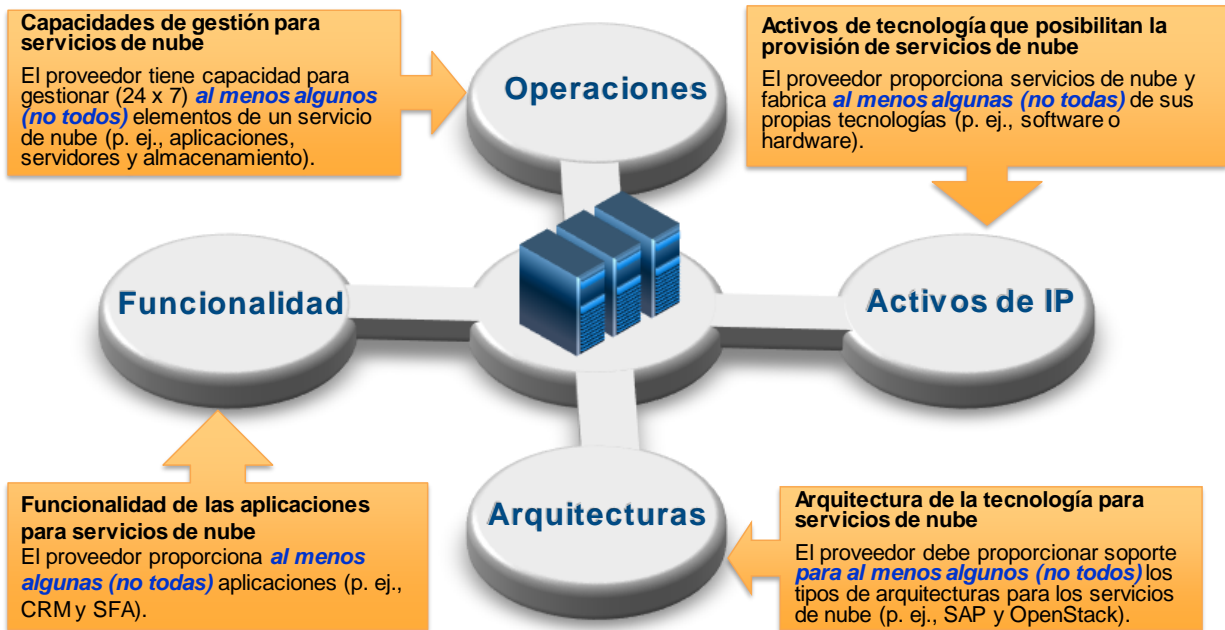 Capacidades de gestión para
servicios de nube
El proveedor tiene capacidad para
gestionar (24 x 7) al menos algunos
(no todos) elementos de un servicio
de nube (p. ej., aplicaciones,
servidores y almacenamiento).
Operaciones
Activos de tecnología que posibilitan la
provisión de servicios de nube
El proveedor proporciona servicios de nube y
fabrica al menos algunas (no todas) de sus
propias tecnologías (p. ej., software o
hardware).
Funcionalidad
Activos de IP
Funcionalidad de las aplicaciones
para servicios de nube
El proveedor proporciona al menos
algunas (no todas) aplicaciones (p. ej.,
CRM y SFA).
Arquitecturas
Arquitectura de la tecnología para
servicios de nube
El proveedor debe proporcionar soporte
para al menos algunos (no todos) los
tipos de arquitecturas para los servicios
de nube (p. ej., SAP y OpenStack).